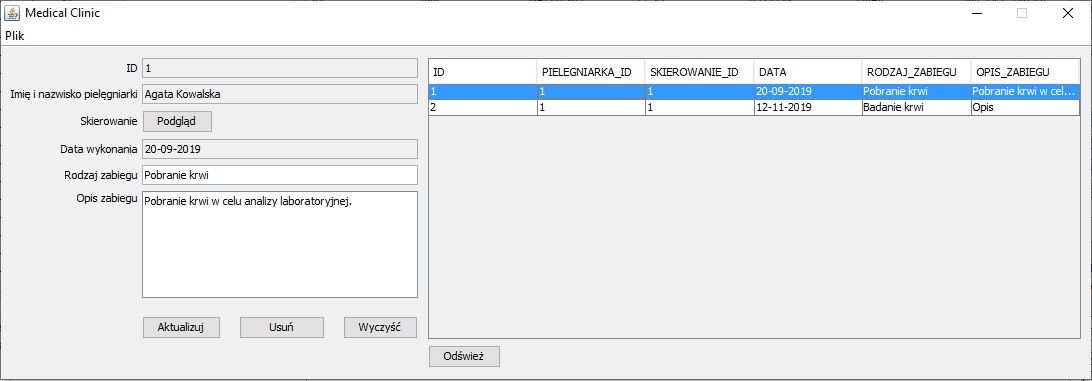 Medical Clinic
Plik
ID 1
Imię i nazwisko pielęgniarki Agata Kowalska
Skierowanie Podgląd
Data wykonania 20-09-2019
Rodzaj zabiegu Pobranie krwi
Opis zabiegu Pobranie krwi w celu analizy laboratoryjnej.
Aktualizuj Usuń Wyczyść
ID PIELEGNIARKA_ID SKIEROWANIE_ID DATA RODZAJ_ZABIEGU OPIS_ZABIEGU
1 1 1 20-09-2019 Pobranie krwi Pobranie krwi w cel...
2 1 1 12-11-2019 Badanie krwi Opis
Odśwież